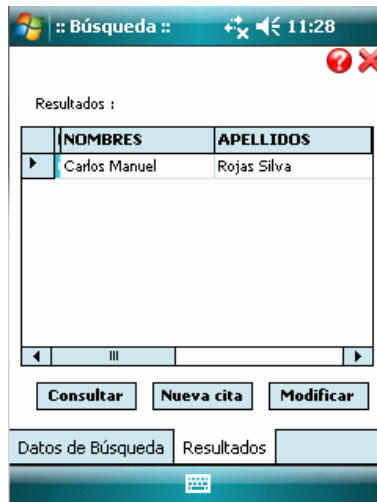 :: Búsqueda :: 11:28
Resultados :
NOMBRES APELLIDOS
Carlos Manuel Rojas Silva
Consultar Nueva cita Modificar
Datos de Búsqueda Resultados